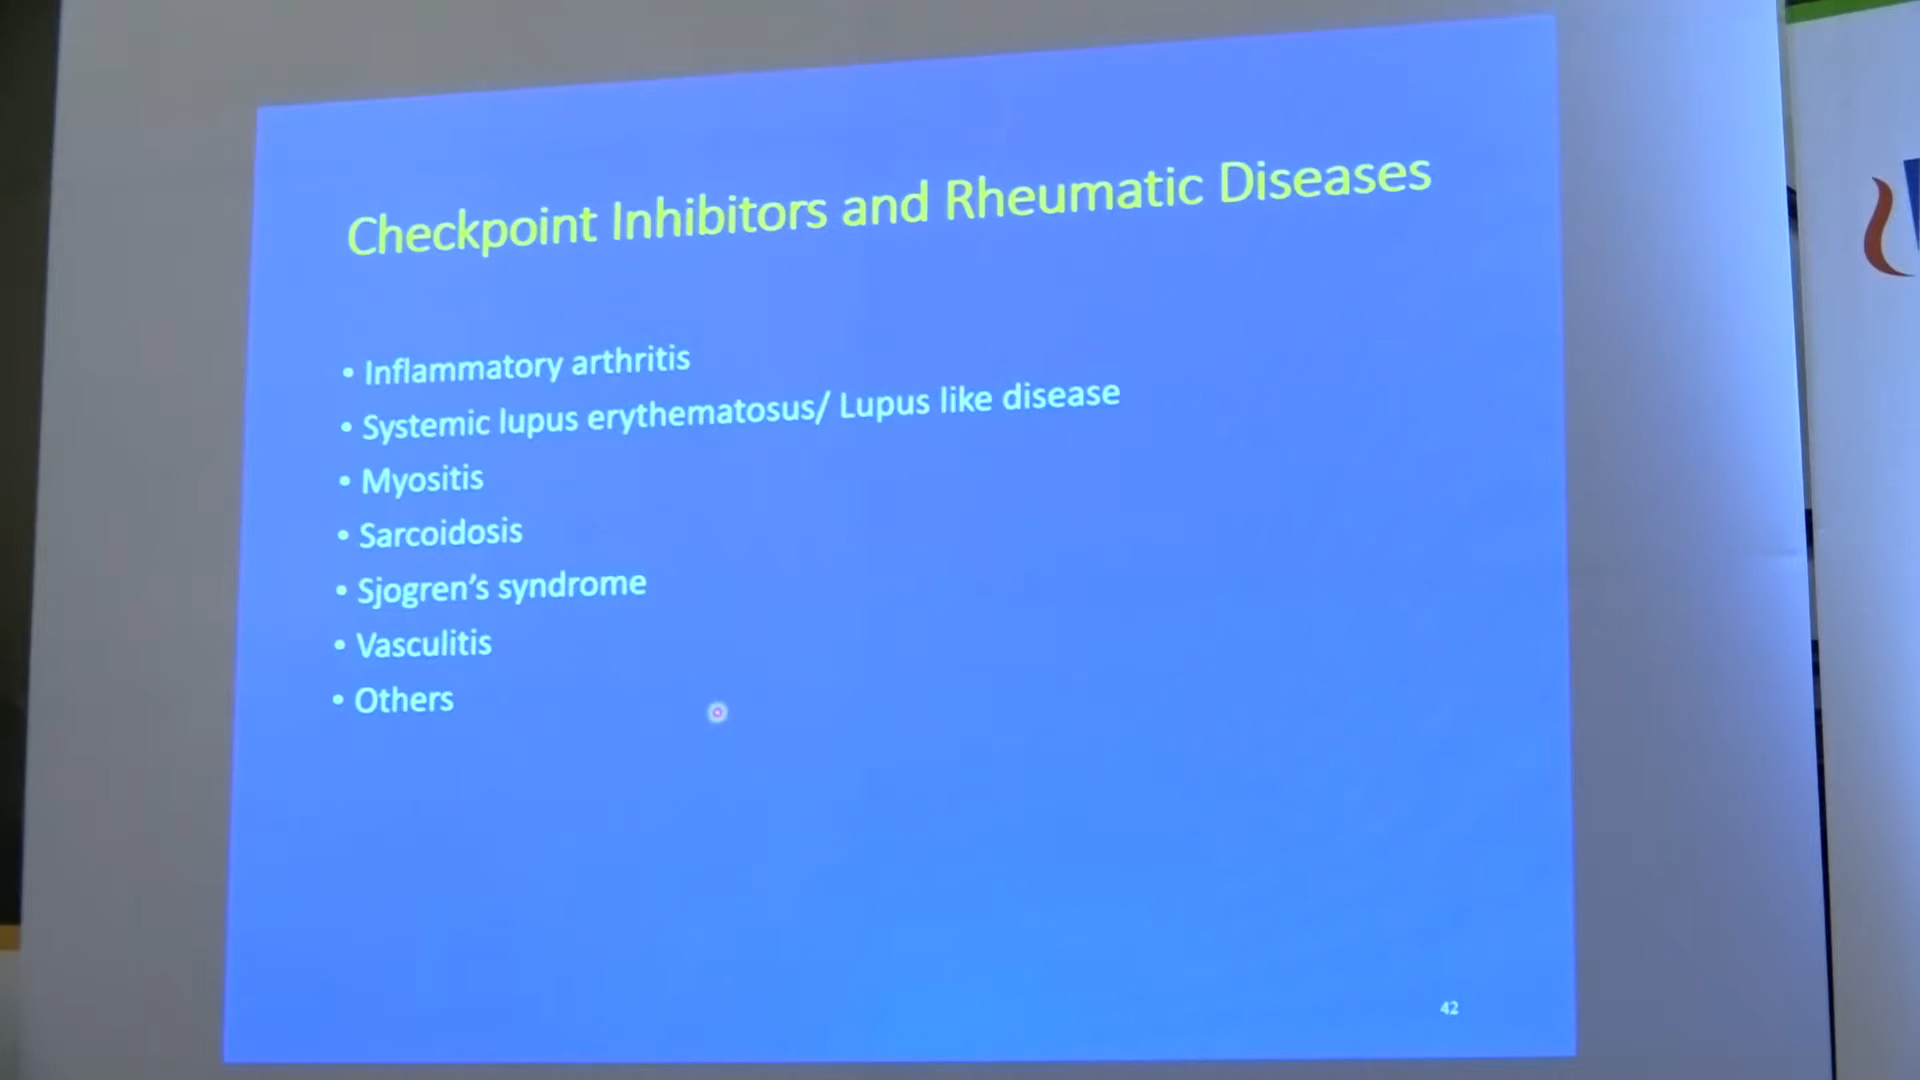 Checkpoint Inhibitors and Rheumatic Diseases
• Inflammatory arthritis
• Systemic lupus erythematosus/ Lupus like disease
• Myositis
• Sarcoidosis
• Sjogren’s syndrome
• Vasculitis
• Others
42